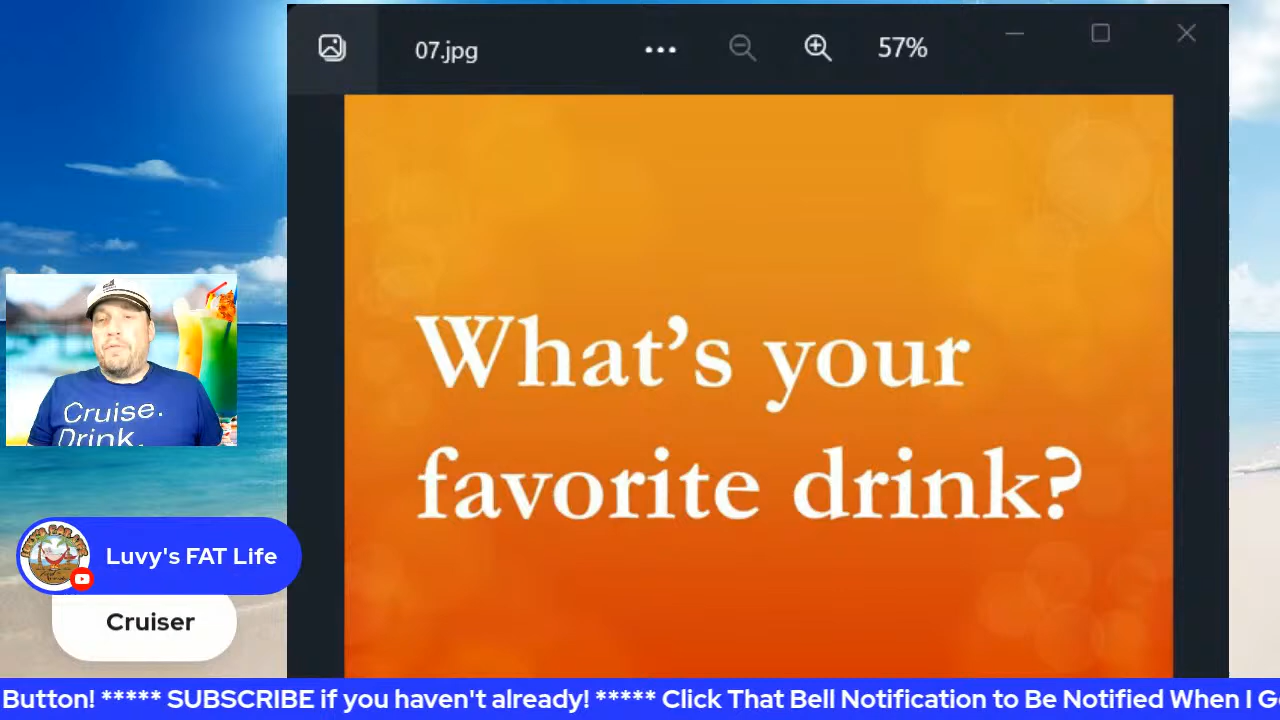 07.jpg
57%
What's your
favorite drink?
Cruise.
Drink.
Luvy's FAT Life
Cruiser
Button! ***** SUBSCRIBE if you haven't already! ***** Click That Bell Notification to Be Notified When I G